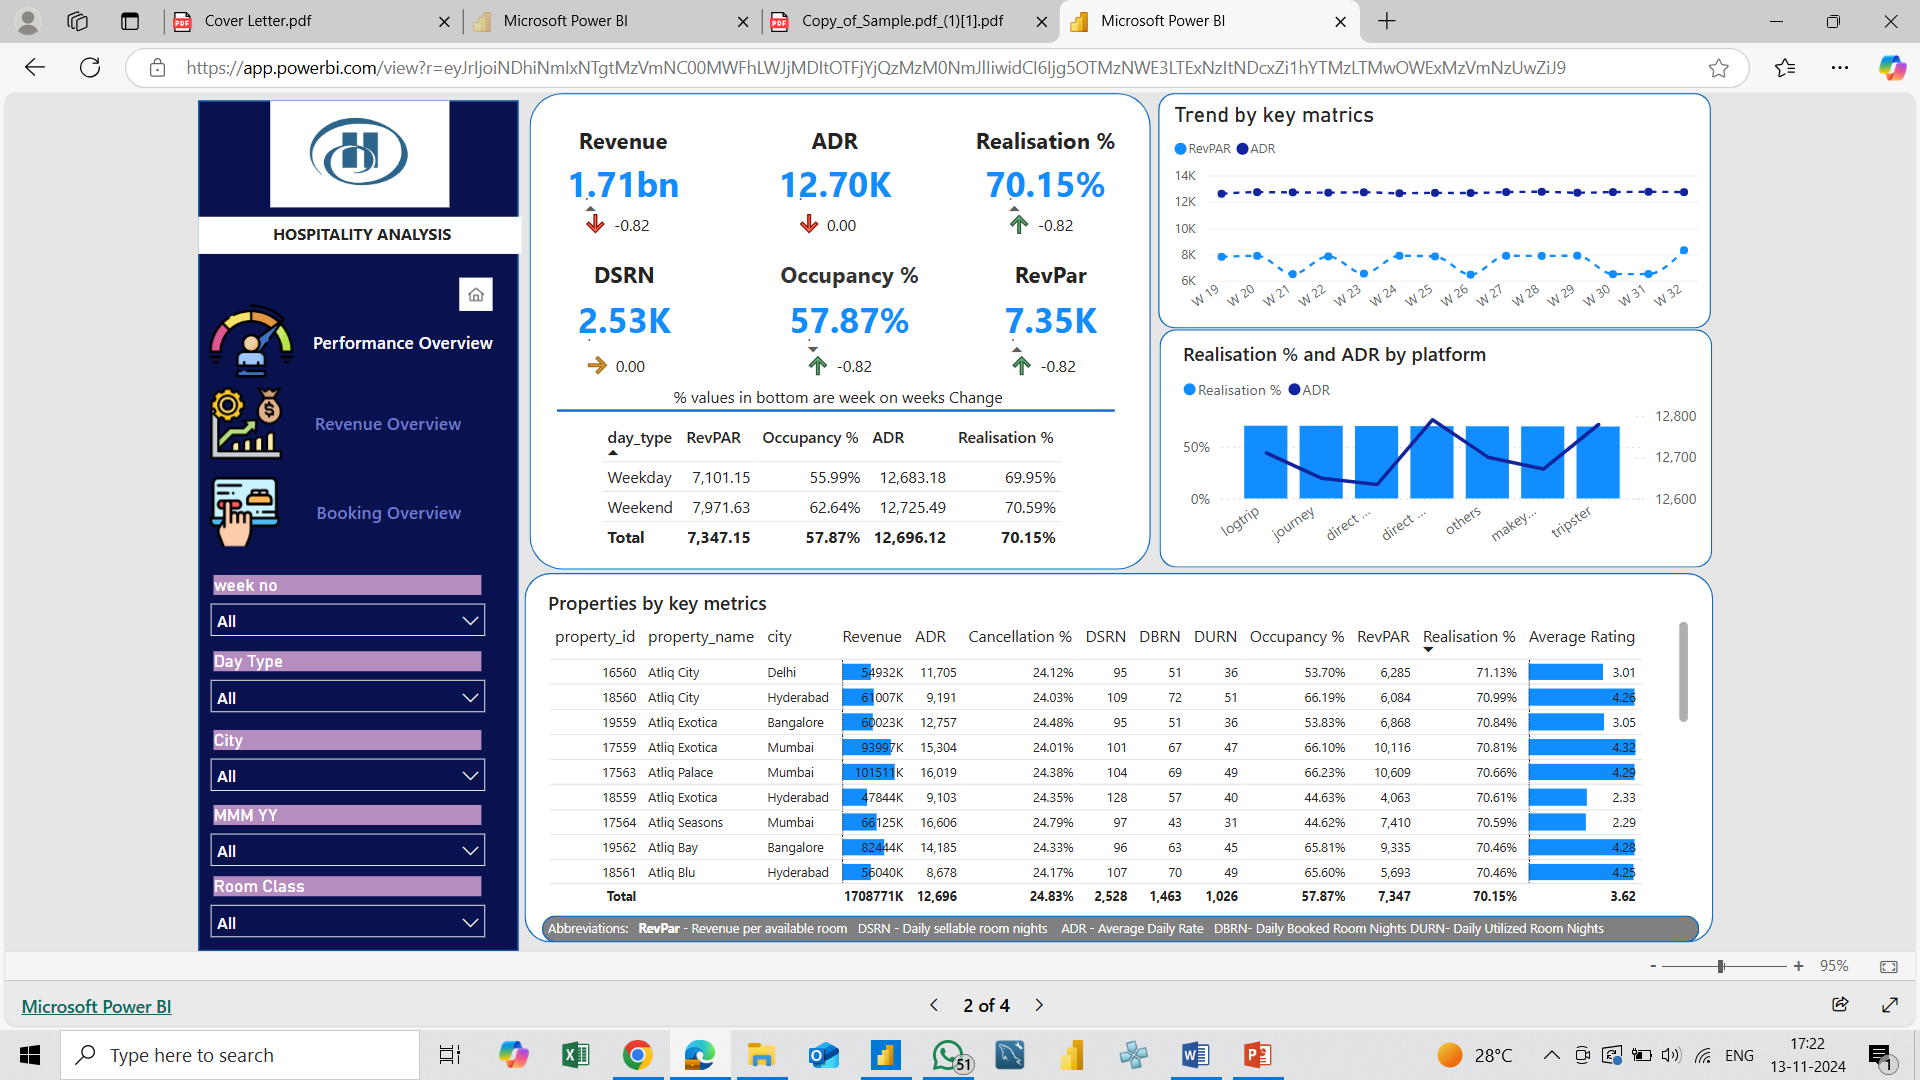 Cover Letter.pdf
Microsoft Power BI
Copy_of_Sample.pdf_(1)[1].pdf
Microsoft Power BI
HOSPITALITY ANALYSIS
Performance Overview
Revenue Overview
Booking Overview
week no
All
Day Type
All
City
All
MMM YY
All
Room Class
All
Revenue ADR Realisation %
1.71bn 12.70K 70.15%
-0.82 0.00 -0.82
DSRN Occupancy % RevPar
2.53K 57.87% 7.35K
0.00 -0.82 -0.82
% values in bottom are week on weeks Change
day_type RevPAR Occupancy % ADR Realisation %
Weekday 7,101.15 55.99% 12,683.18 69.95%
Weekend 7,971.63 62.64% 12,725.49 70.59%
Total 7,347.15 57.87% 12,696.12 70.15%
Trend by key matrics
RevPAR ADR
14K
12K
10K
8K
6K
W 19 W 20 W 21 W 22 W 23 W 24 W 25 W 26 W 27 W 28 W 29 W 30 W 31 W 32
Realisation % and ADR by platform
Realisation % ADR
12,800
50% 12,700
0% 12,600
logtrip journey direct ... direct ... others makey... tripster
Properties by key metrics
property_id property_name city Revenue ADR Cancellation % DSRN DBRN DURN Occupancy % RevPAR Realisation % Average Rating
16560 Atliq City Delhi 54932K 11,705 24.12% 95 51 36 53.70% 6,285 71.13% 3.01
18560 Atliq City Hyderabad 61007K 9,191 24.03% 109 72 51 66.19% 6,084 70.99% 4.26
19559 Atliq Exotica Bangalore 60023K 12,757 24.48% 95 51 36 53.83% 6,868 70.84% 3.05
17559 Atliq Exotica Mumbai 93997K 15,304 24.01% 101 67 47 66.10% 10,116 70.81% 4.32
17563 Atliq Palace Mumbai 101511K 16,019 24.38% 104 69 49 66.23% 10,609 70.66% 4.29
18559 Atliq Exotica Hyderabad 47844K 9,103 24.35% 128 57 40 44.63% 4,063 70.61% 2.33
17564 Atliq Seasons Mumbai 66125K 16,606 24.79% 97 43 31 44.62% 7,410 70.59% 2.29
19562 Atliq Bay Bangalore 82444K 14,185 24.33% 96 63 45 65.81% 9,335 70.46% 4.28
18561 Atliq Blu Hyderabad 56040K 8,678 24.17% 107 70 49 65.60% 5,693 70.46% 4.25
Total 1708771K 12,696 24.83% 2,528 1,463 1,026 57.87% 7,347 70.15% 3.62
Abbreviations: RevPar - Revenue per available room DSRN - Daily sellable room nights ADR - Average Daily Rate DBRN- Daily Booked Room Nights DURN- Daily Utilized Room Nights
- + 95%
Microsoft Power BI
2 of 4
Type here to search
51
28°C
ENG
17:22
13-11-2024
1